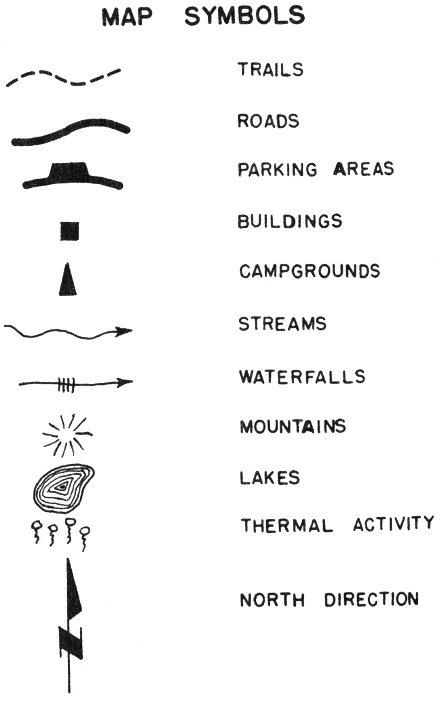 MAP SYMBOLS
TRAILS
ROADS
PARKING AREAS
BUILDINGS
CAMPGROUNDS
STREAMS
WATERFALLS
MOUNTAINS
LAKES
THERMAL ACTIVITY
NORTH DIRECTION
N